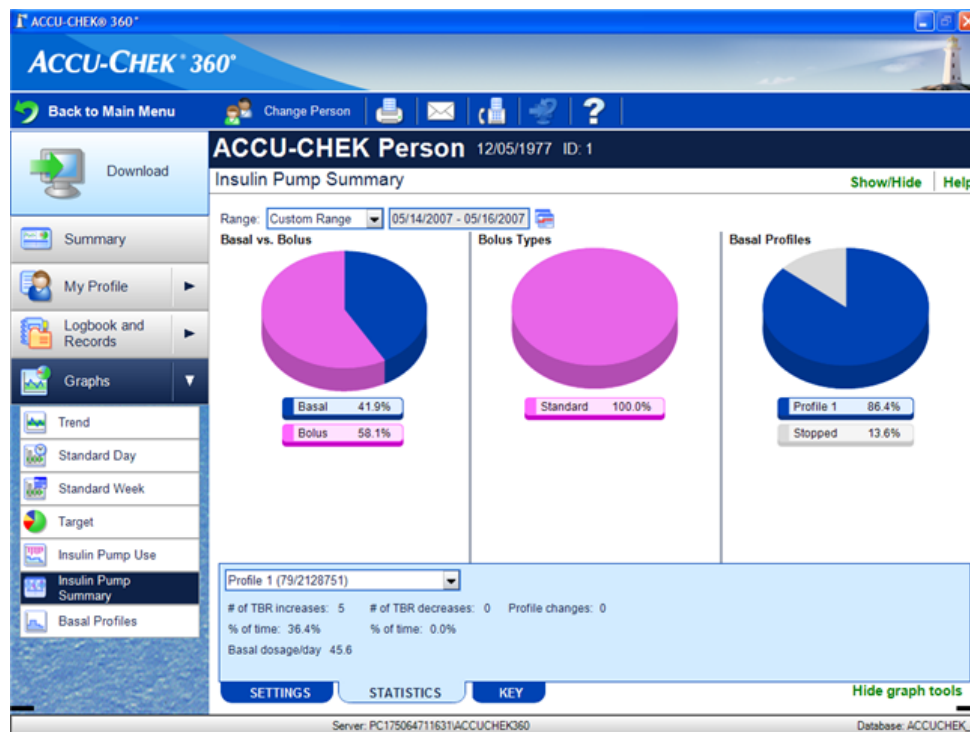 ACCU-CHEK® 360°
ACCU-CHEK® 360°
Back to Main Menu
Change Person
?
ACCU-CHEK Person 12/05/1977 ID: 1
Download
Insulin Pump Summary
Show/Hide
Help
Range: Custom Range 05/14/2007 - 05/16/2007
Summary
My Profile
Logbook and
Records
Graphs
Trend
Standard Day
Standard Week
Target
Insulin Pump Use
Insulin Pump
Summary
Basal Profiles
Basal vs. Bolus
Basal 41.9%
Bolus 58.1%
Bolus Types
Standard 100.0%
Basal Profiles
Profile 1 86.4%
Stopped 13.6%
Profile 1 (79/2128751)
# of TBR increases: 5 # of TBR decreases: 0 Profile changes: 0
% of time: 36.4% % of time: 0.0%
Basal dosage/day 45.6
SETTINGS
STATISTICS
KEY
Hide graph tools
Server: PC175064711631\ACCUCHEK360
Database: ACCUCHEK_